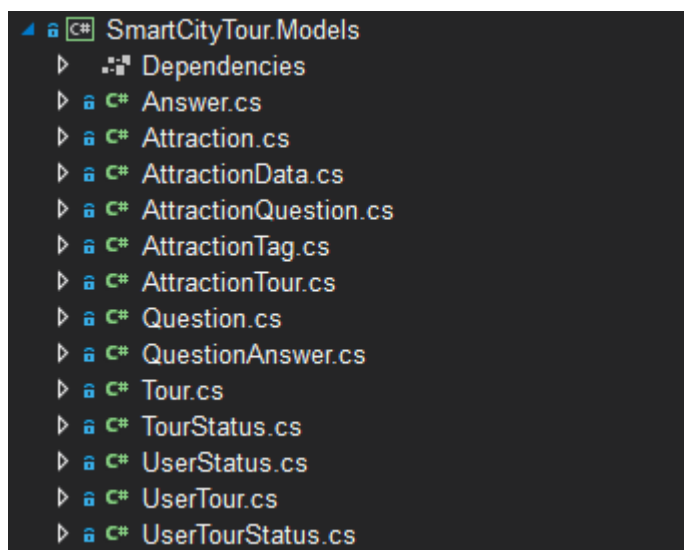 C# SmartCityTour.Models
Dependencies
C# Answer.cs
C# Attraction.cs
C# AttractionData.cs
C# AttractionQuestion.cs
C# AttractionTag.cs
C# AttractionTour.cs
C# Question.cs
C# QuestionAnswer.cs
C# Tour.cs
C# TourStatus.cs
C# UserStatus.cs
C# UserTour.cs
C# UserTourStatus.cs